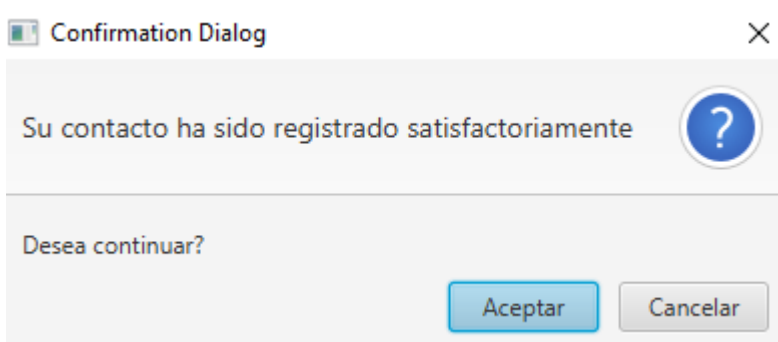 Confirmation Dialog
Su contacto ha sido registrado satisfactoriamente
?
Desea continuar?
Aceptar
Cancelar